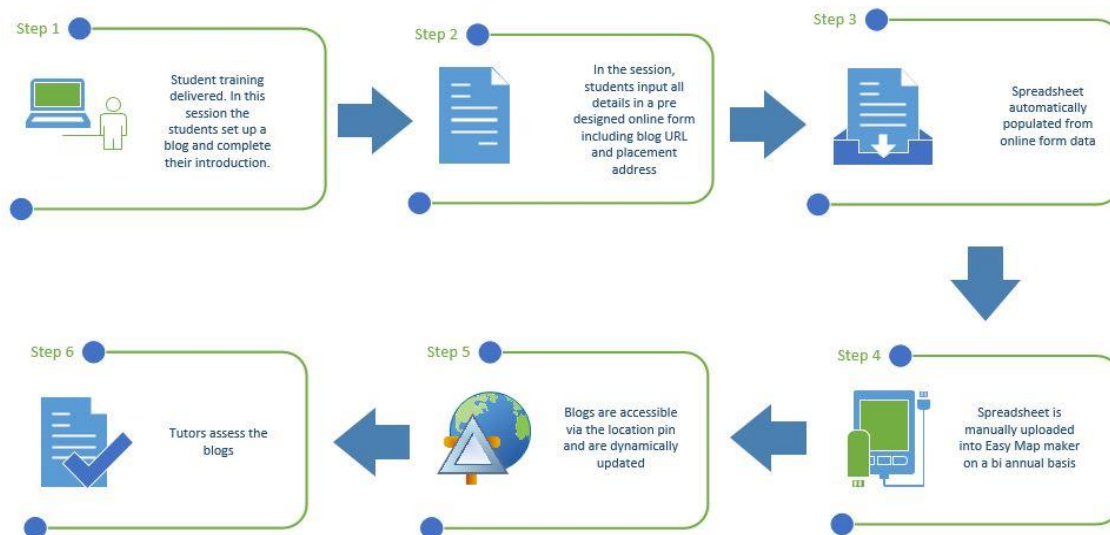 Step 1
Student training
delivered. In this
session the
students set up a
blog and complete
their introduction.
Step 2
In the session,
students input all
details in a pre
designed online form
including blog URL
and placement
address
Step 3
Spreadsheet
automatically
populated from
online form data
Step 4
Spreadsheet is
manually uploaded
into Easy Map maker
on a bi annual basis
Step 5
Blogs are accessible
via the location pin
and are dynamically
updated
Step 6
Tutors assess the
blogs